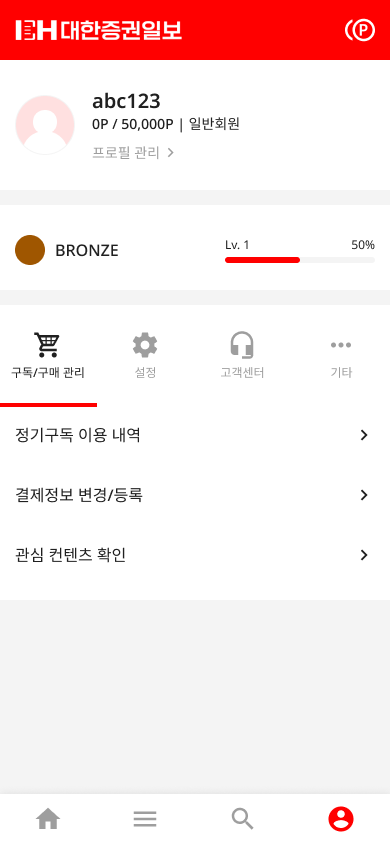 대한증권일보
P
abc123
0P / 50,000P | 일반회원
프로필 관리
BRONZE
Lv. 1
50%
구독/구매 관리
설정
고객센터
기타
정기구독 이용 내역
결제정보 변경/등록
관심 컨텐츠 확인